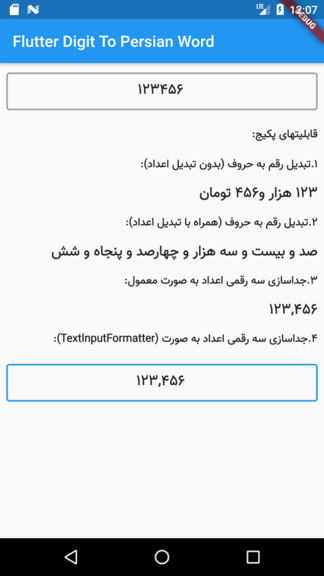 LTE 12:07
DEBUG
Flutter Digit To Persian Word
۱۲۳۴۵۶
قابلیتهای پکیج:
۱.تبدیل رقم به حروف (بدون تبدیل اعداد):
۱۲۳ هزار و۴۵۶ تومان
۲.تبدیل رقم به حروف (همراه با تبدیل اعداد):
صد و بیست و سه هزار و چهارصد و پنجاه و شش
۳.جداسازی سه رقمی اعداد به صورت معمول:
۱۲۳,۴۵۶
۴.جداسازی سه رقمی اعداد به صورت (TextInputFormatter):
۱۲۳,۴۵۶